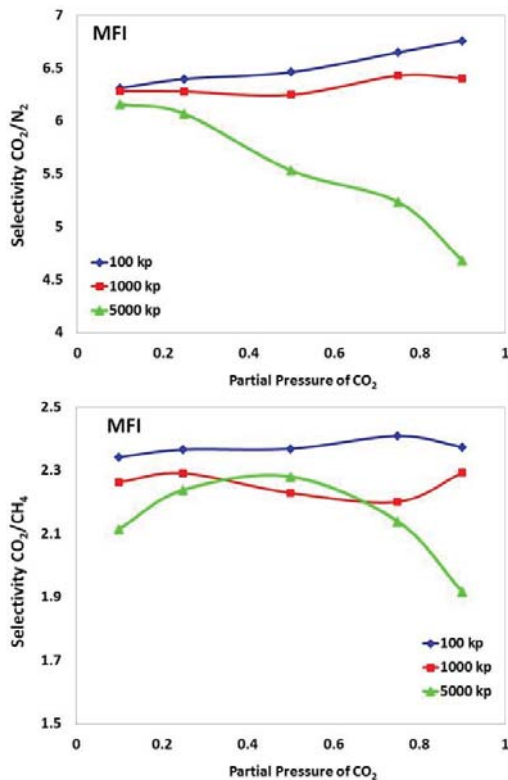 MFI
Selectivity CO₂/N₂
7
6.5
6
5.5
5
4.5
4
100 kp
1000 kp
5000 kp
0 0.2 0.4 0.6 0.8 1
Partial Pressure of CO₂
MFI
Selectivity CO₂/CH₄
2.5
2.3
2.1
1.9
1.7
1.5
100 kp
1000 kp
5000 kp
0 0.2 0.4 0.6 0.8 1
Partial Pressure of CO₂